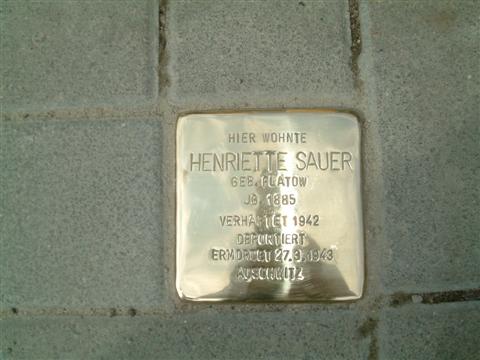 HIER WOHNTE
HENRIETTE SAUER
GEB. PLATOW
JG. 1885
VERHAFTET 1942
DEPORTIERT
ERMORDET 27.9.1943
AUSCHWITZ